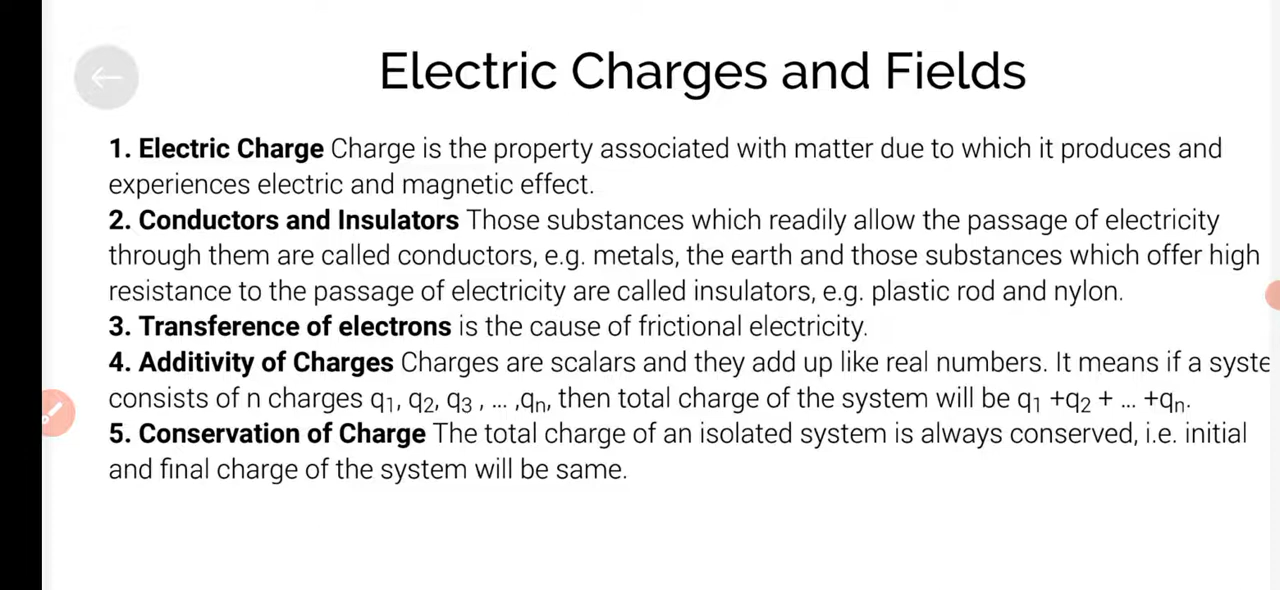 Electric Charges and Fields
1. Electric Charge Charge is the property associated with matter due to which it produces and
experiences electric and magnetic effect.
2. Conductors and Insulators Those substances which readily allow the passage of electricity
through them are called conductors, e.g. metals, the earth and those substances which offer high
resistance to the passage of electricity are called insulators, e.g. plastic rod and nylon.
3. Transference of electrons is the cause of frictional electricity.
4. Additivity of Charges Charges are scalars and they add up like real numbers. It means if a syste
consists of n charges q₁, q₂, q₃ , ... ,qₙ, then total charge of the system will be q₁ +q₂ + ... +qₙ.
5. Conservation of Charge The total charge of an isolated system is always conserved, i.e. initial
and final charge of the system will be same.